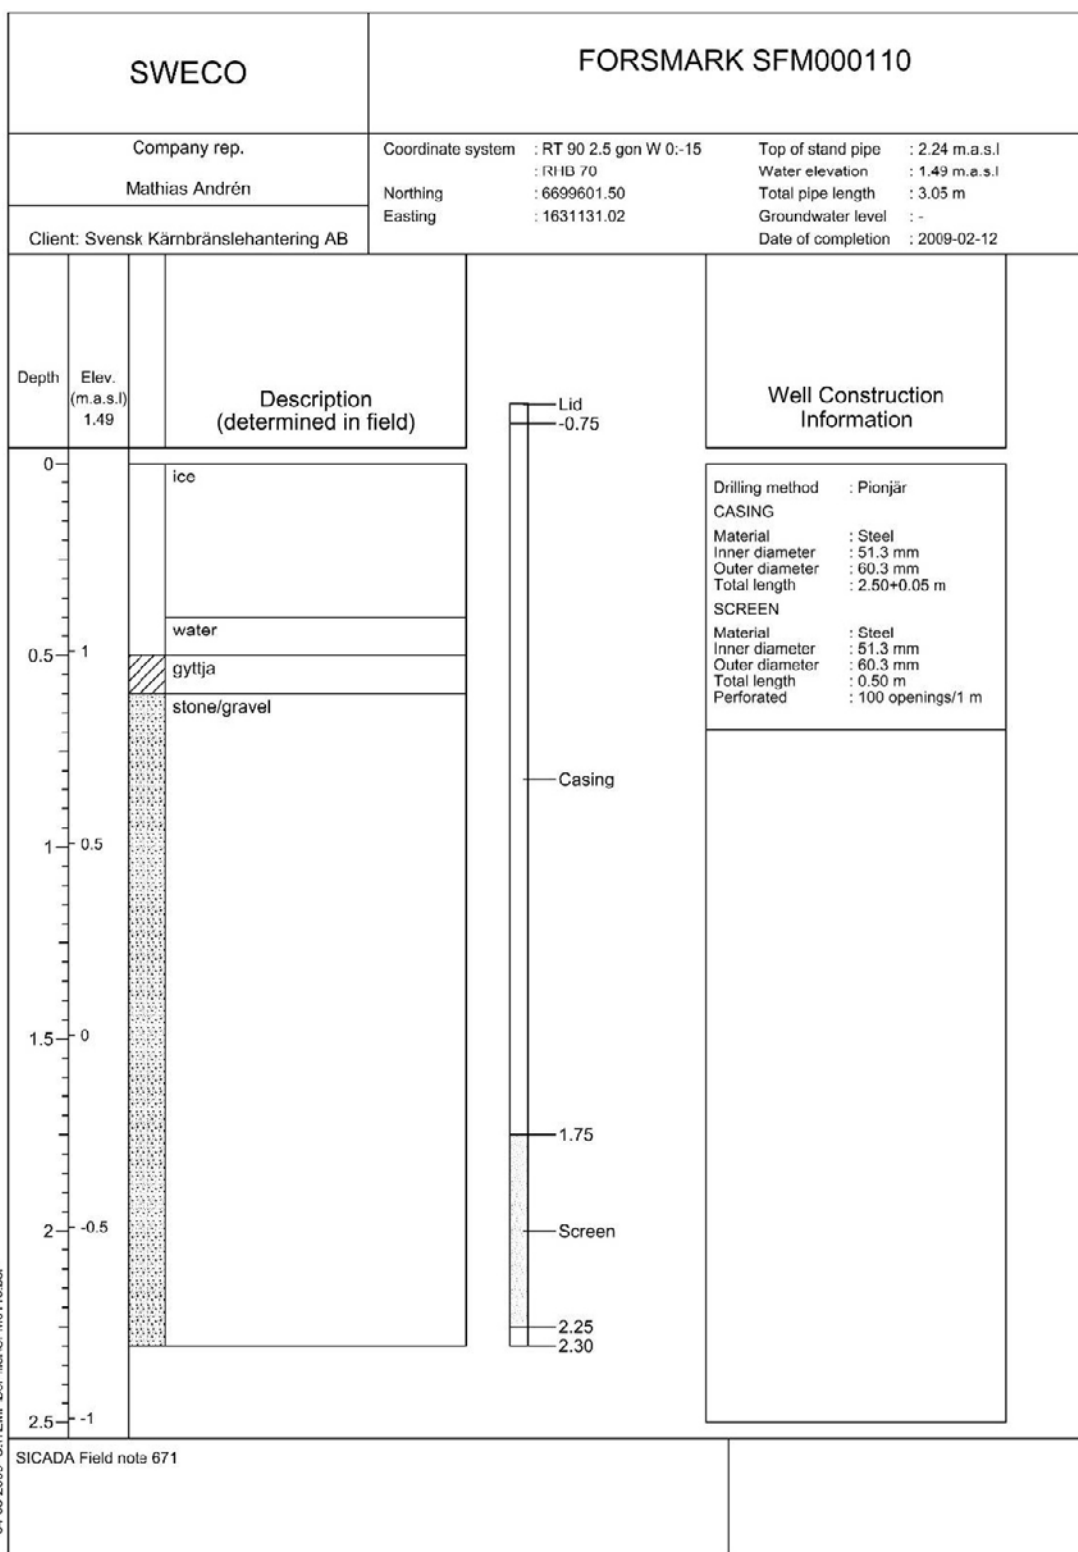 SWECO
FORSMARK SFM000110
Company rep.
Mathias Andrén
Client: Svensk Kärnbränslehantering AB
Coordinate system : RT 90 2.5 gon W 0:-15
: RHB 70
Northing : 6699601.50
Easting : 1631131.02
Top of stand pipe : 2.24 m.a.s.l
Water elevation : 1.49 m.a.s.l
Total pipe length : 3.05 m
Groundwater level : -
Date of completion : 2009-02-12
Depth
Elev.
(m.a.s.l)
1.49
Description
(determined in field)
Well Construction
Information
Lid
-0.75
0
ice
water
0.5
1
gyttja
stone/gravel
Casing
1
0.5
1.5
0
1.75
2
-0.5
Screen
2.25
2.30
2.5
-1
Drilling method : Pionjär
CASING
Material : Steel
Inner diameter : 51.3 mm
Outer diameter : 60.3 mm
Total length : 2.50+0.05 m
SCREEN
Material : Steel
Inner diameter : 51.3 mm
Outer diameter : 60.3 mm
Total length : 0.50 m
Perforated : 100 openings/1 m
SICADA Field note 671